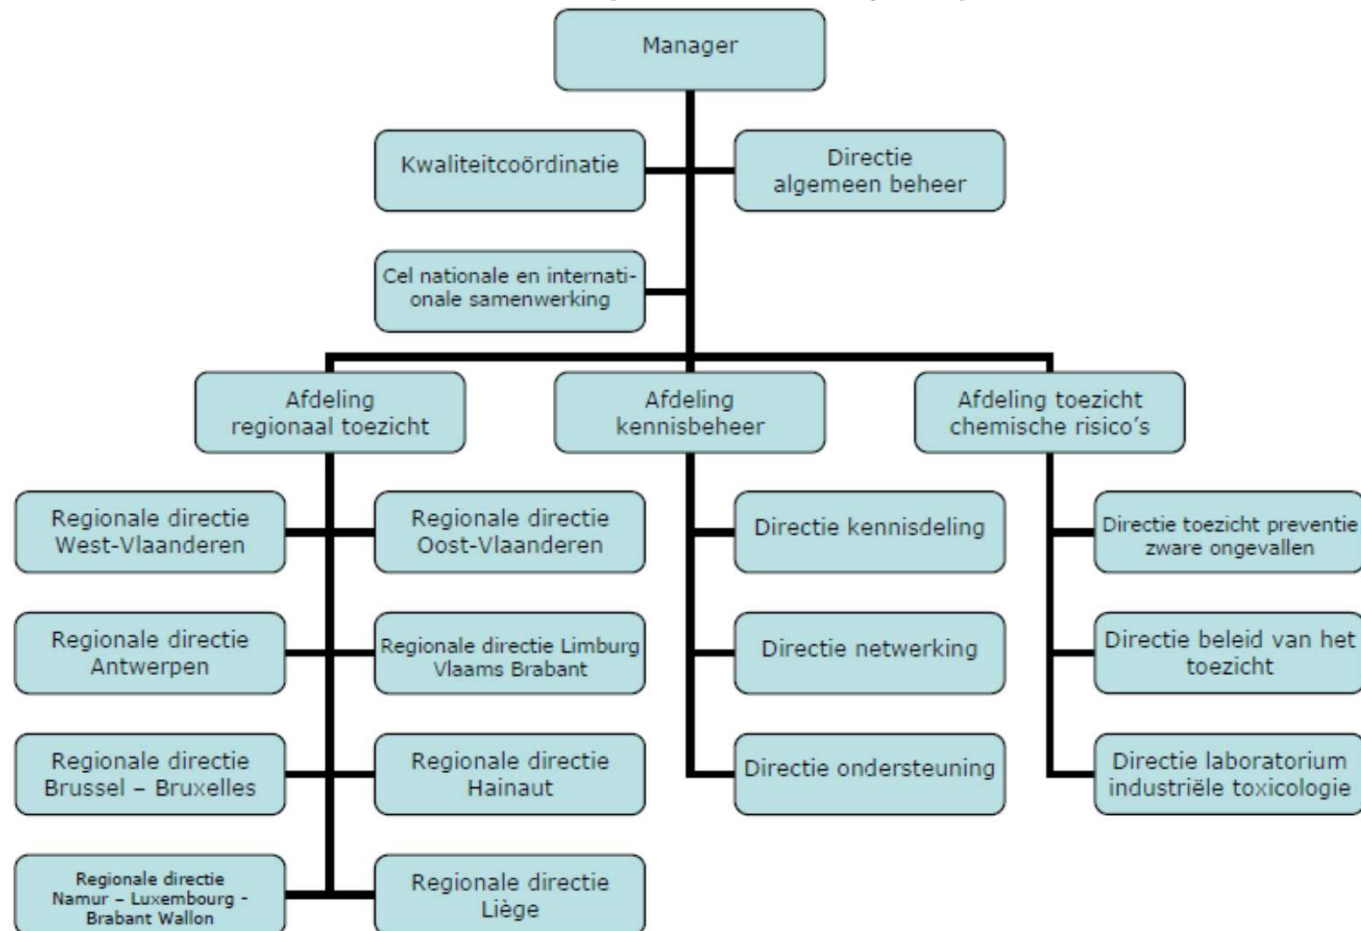 Manager
Kwaliteitcoördinatie
Directie
algemeen beheer
Cel nationale en internati-
onale samenwerking
Afdeling
regionaal toezicht
Afdeling
kennisbeheer
Afdeling toezicht
chemische risico's
Regionale directie
West-Vlaanderen
Regionale directie
Oost-Vlaanderen
Directie kennisdeling
Directie toezicht preventie
zware ongevallen
Regionale directie
Antwerpen
Regionale directie Limburg
Vlaams Brabant
Directie netwerking
Directie beleid van het
toezicht
Regionale directie
Brussel – Bruxelles
Regionale directie
Hainaut
Directie ondersteuning
Directie laboratorium
industriële toxicologie
Regionale directie
Namur – Luxembourg -
Brabant Wallon
Regionale directie
Liège